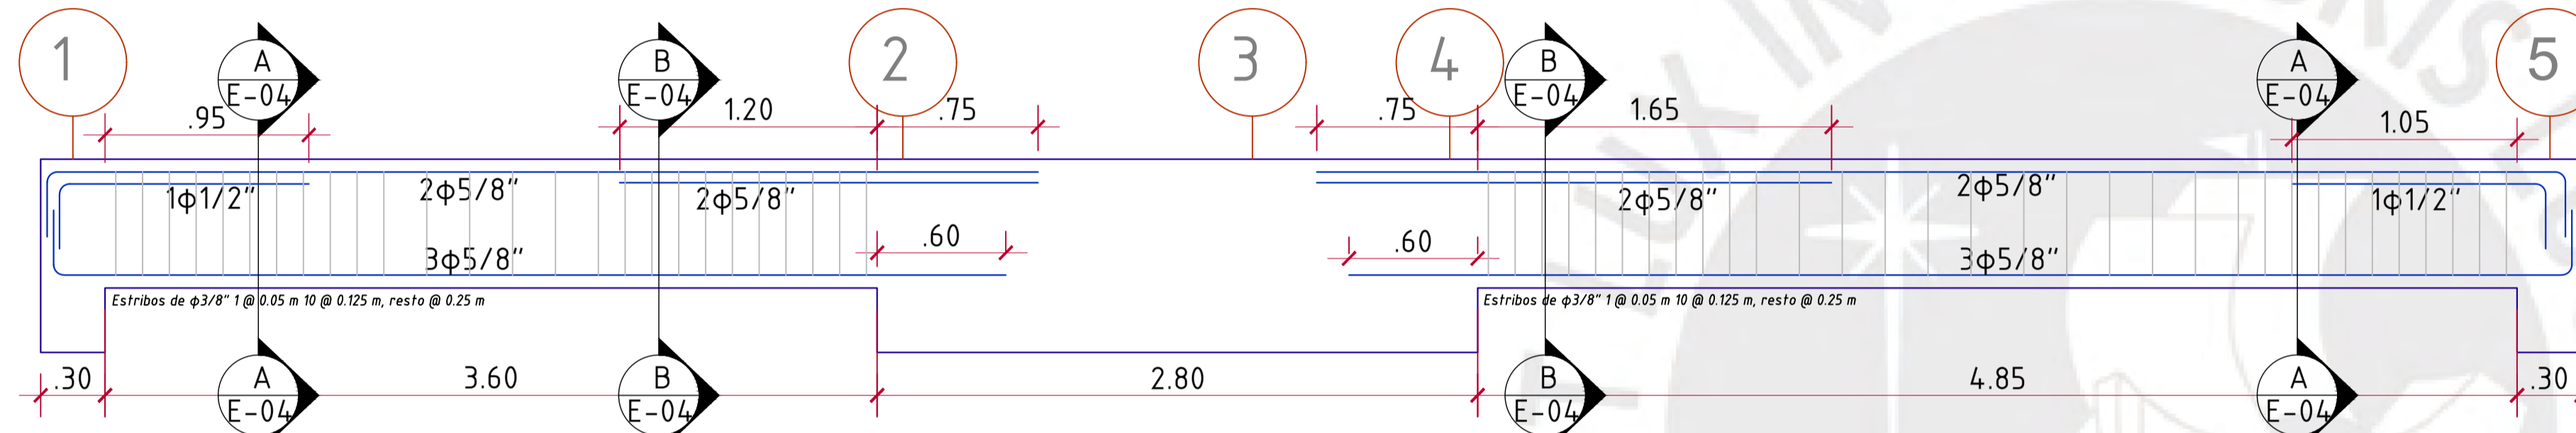 1 2 3 4 5
A E-04 B E-04 B E-04 A E-04
.95 1.20 .75 .75 1.65 1.05
1ϕ1/2" 2ϕ5/8" 2ϕ5/8" 2ϕ5/8" 2ϕ5/8" 1ϕ1/2"
.60 .60
3ϕ5/8" 3ϕ5/8"
Estribos de ϕ3/8" 1 @ 0.05 m 10 @ 0.125 m, resto @ 0.25 m Estribos de ϕ3/8" 1 @ 0.05 m 10 @ 0.125 m, resto @ 0.25 m
.30 3.60 2.80 4.85 .30
A E-04 B E-04 B E-04 A E-04